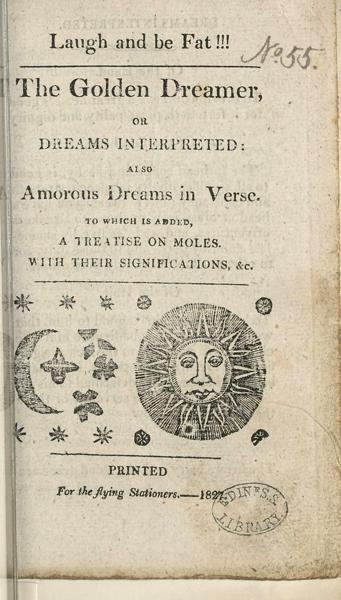 Laugh and be Fat!!!
No. 55.
The Golden Dreamer,
OR
DREAMS INTERPRETED:
ALSO
Amorous Dreams in Verse.
TO WHICH IS ADDED,
A TREATISE ON MOLES.
WITH THEIR SIGNIFICATIONS, &c.
PRINTED
For the flying Stationers.—1827.
EDINR. S.
LIBRARY